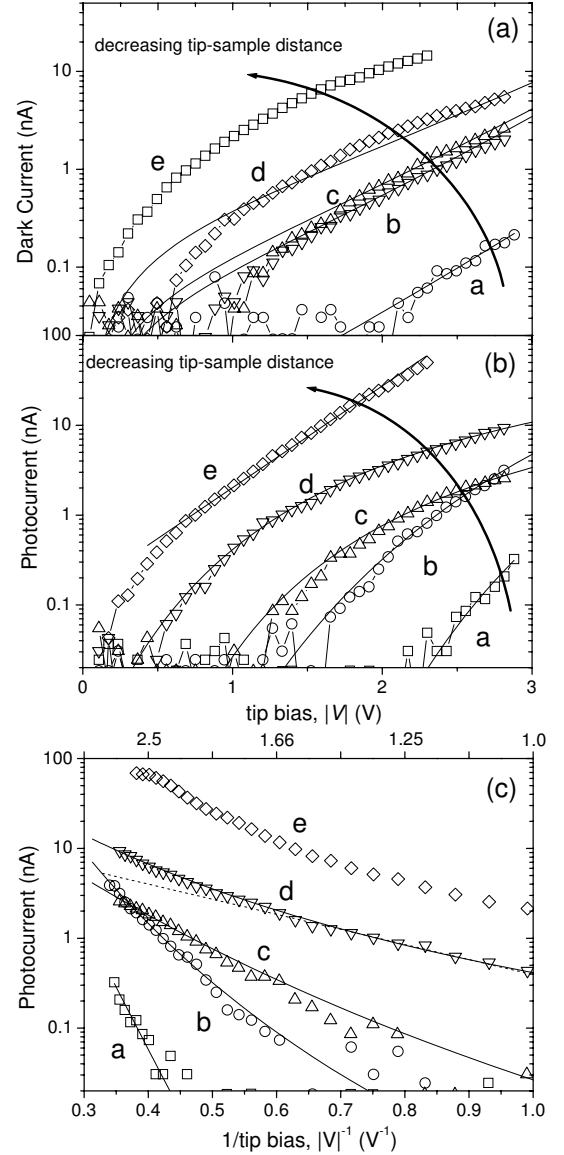 (a)
decreasing tip-sample distance
10
1
0.1
Dark Current (nA)
e
d
c
b
a
100
(b)
decreasing tip-sample distance
10
1
0.1
Photocurrent (nA)
e
d
c
b
a
0 1 2 3
tip bias, |V| (V)
2.5 1.66 1.25 1.0
100
(c)
10
1
0.1
Photocurrent (nA)
e
d
c
b
a
0.3 0.4 0.5 0.6 0.7 0.8 0.9 1.0
1/tip bias, |V|⁻¹ (V⁻¹)